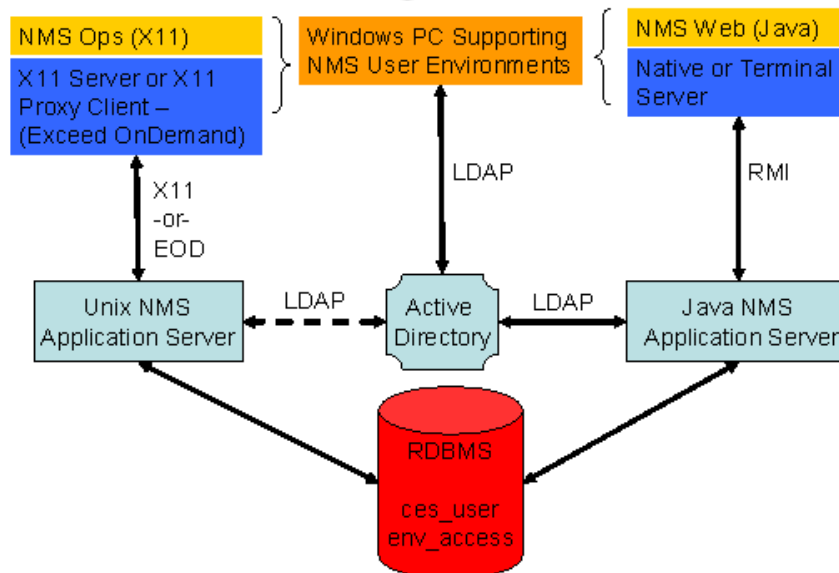 NMS Ops (X11)
X11 Server or X11
Proxy Client –
(Exceed OnDemand)
Windows PC Supporting
NMS User Environments
NMS Web (Java)
Native or Terminal
Server
X11
-or-
EOD
LDAP
RMI
Unix NMS
Application Server
LDAP
Active
Directory
LDAP
Java NMS
Application Server
RDBMS
ces_user
env_access